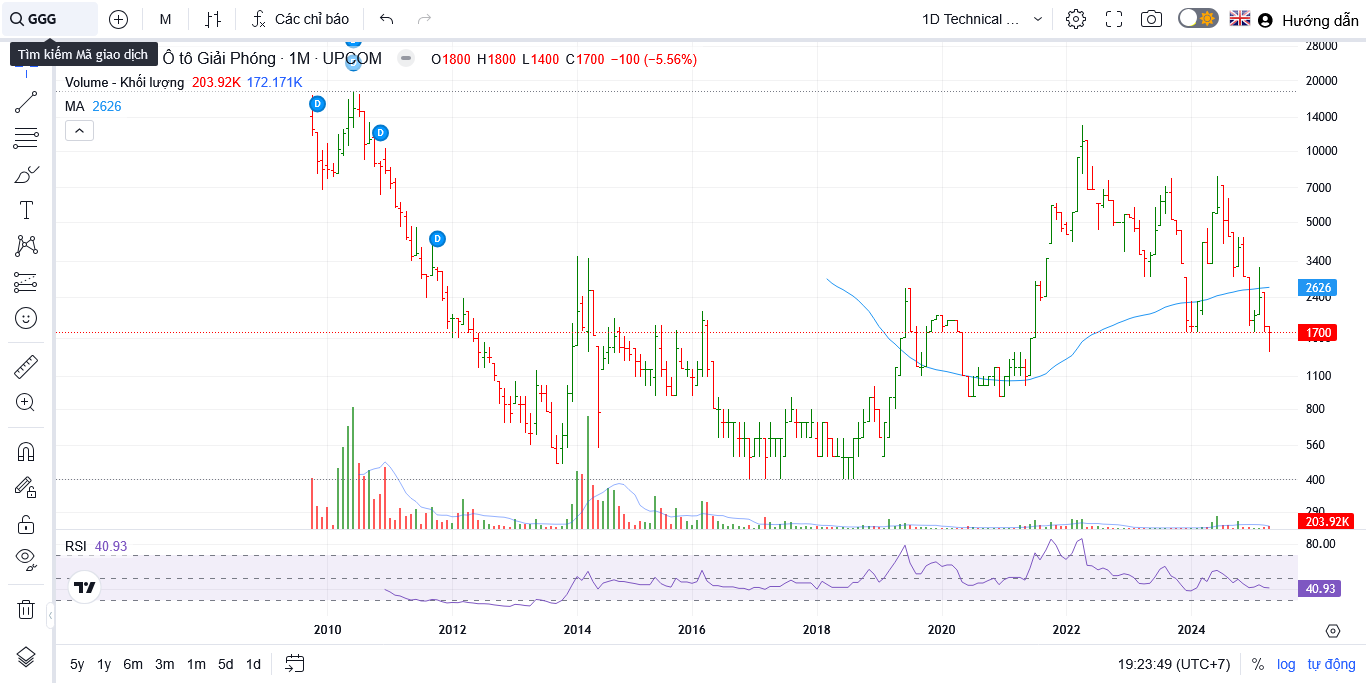 GGG
M
Các chỉ báo
1D Technical ...
Hướng dẫn
Tìm kiếm Mã giao dịch
Ô tô Giải Phóng · 1M · UPCOM
O1800 H1800 L1400 C1700 −100 (−5.56%)
Volume - Khối lượng 203.92K 172.171K
MA 2626
D
D
D
28000
20000
14000
10000
7000
5000
3400
2626
2400
1700
1100
800
560
400
290
203.92K
RSI 40.93
80.00
40.93
2010 2012 2014 2016 2018 2020 2022 2024
5y 1y 6m 3m 1m 5d 1d
19:23:49 (UTC+7) % log tự động